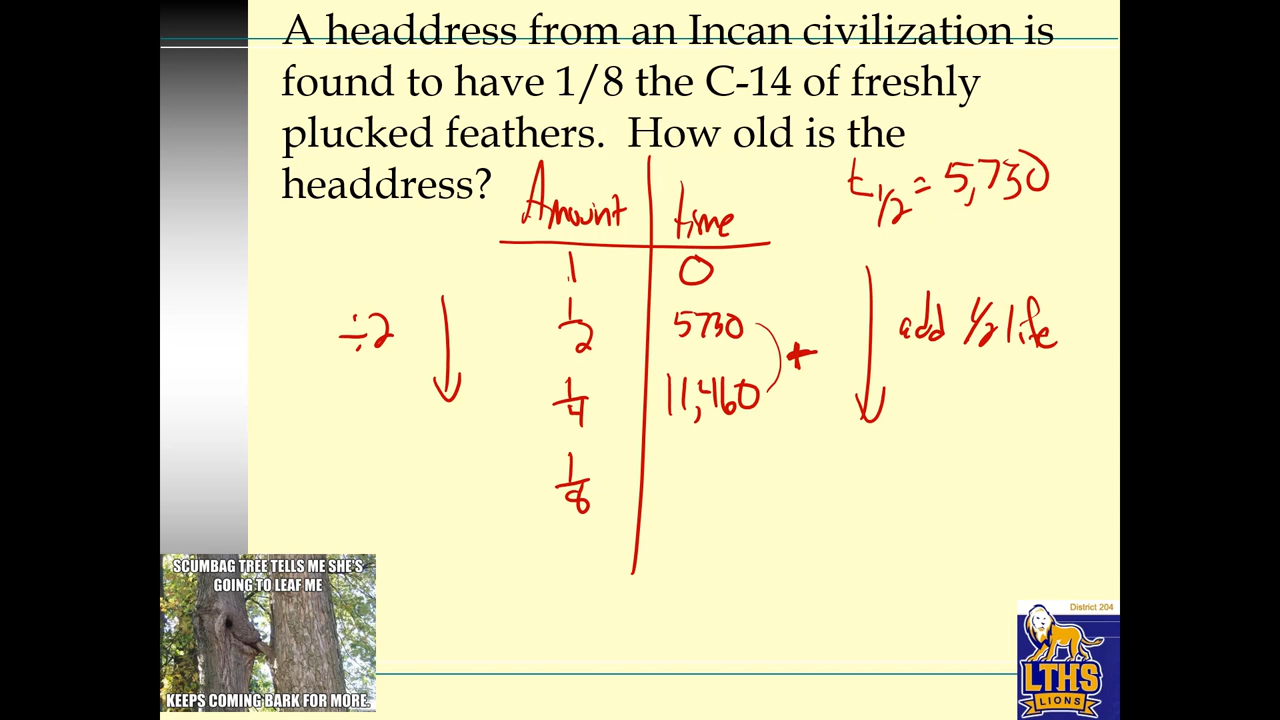 A headdress from an Incan civilization is
found to have 1/8 the C-14 of freshly
plucked feathers. How old is the
headdress?
t 1/2 = 5,730
Amount time
1 0
÷2 1/2 5730 + add 1/2 life
1/4 11,460
1/8
SCUMBAG TREE TELLS ME SHE'S
GOING TO LEAF ME
KEEPS COMING BARK FOR MORE.
District 204
LTHS
LIONS